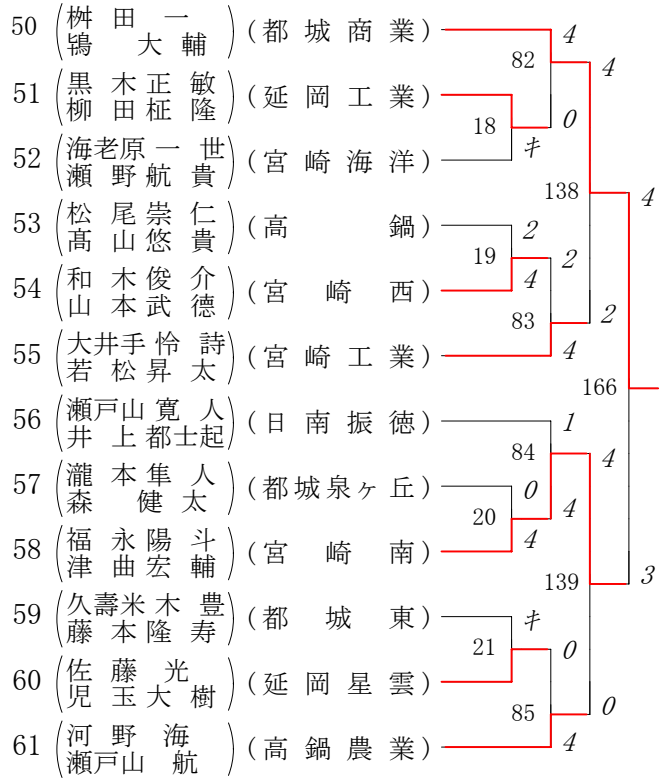 50 (桝田一 鴇大輔) (都城商業) 4
82 4
51 (黒木正敏 柳田柾隆) (延岡工業)
18 0
52 (海老原一世 瀬野航貴) (宮崎海洋) キ
138 4
53 (松尾崇仁 髙山悠貴) (高鍋) 2
19 2
54 (和木俊介 山本武德) (宮崎西) 4
83 2
55 (大井手怜詩 若松昇太) (宮崎工業) 4
166
56 (瀬戸山寛人 井上都士起) (日南振徳) 1
84 4
57 (瀧本隼人 森健太) (都城泉ヶ丘) 0
20 4
58 (福永陽斗 津曲宏輔) (宮崎南) 4
139 3
59 (久壽米木豊 藤本隆寿) (都城東) キ
21 0
60 (佐藤光 児玉大樹) (延岡星雲)
85 0
61 (河野海 瀬戸山航) (高鍋農業) 4